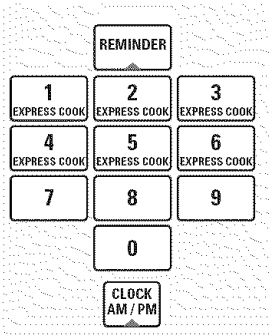 REMINDER
1 2 3
EXPRESS COOK EXPRESS COOK EXPRESS COOK
4 5 6
EXPRESS COOK EXPRESS COOK EXPRESS COOK
7 8 9
0
CLOCK
AM / PM